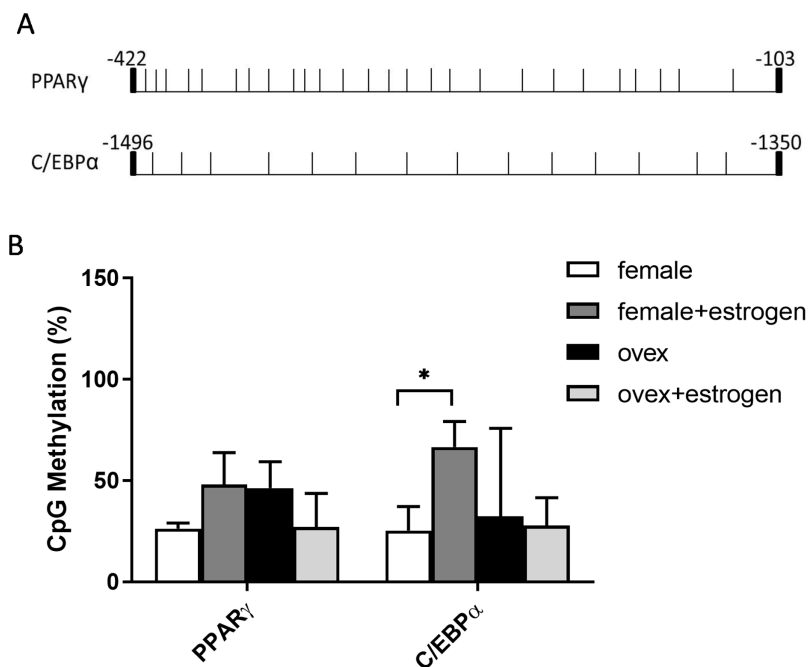 A
-422 -103
PPARγ
-1496 -1350
C/EBPα
B
CpG Methylation (%)
150
100
50
0
*
female
female+estrogen
ovex
ovex+estrogen
PPARγ
C/EBPα